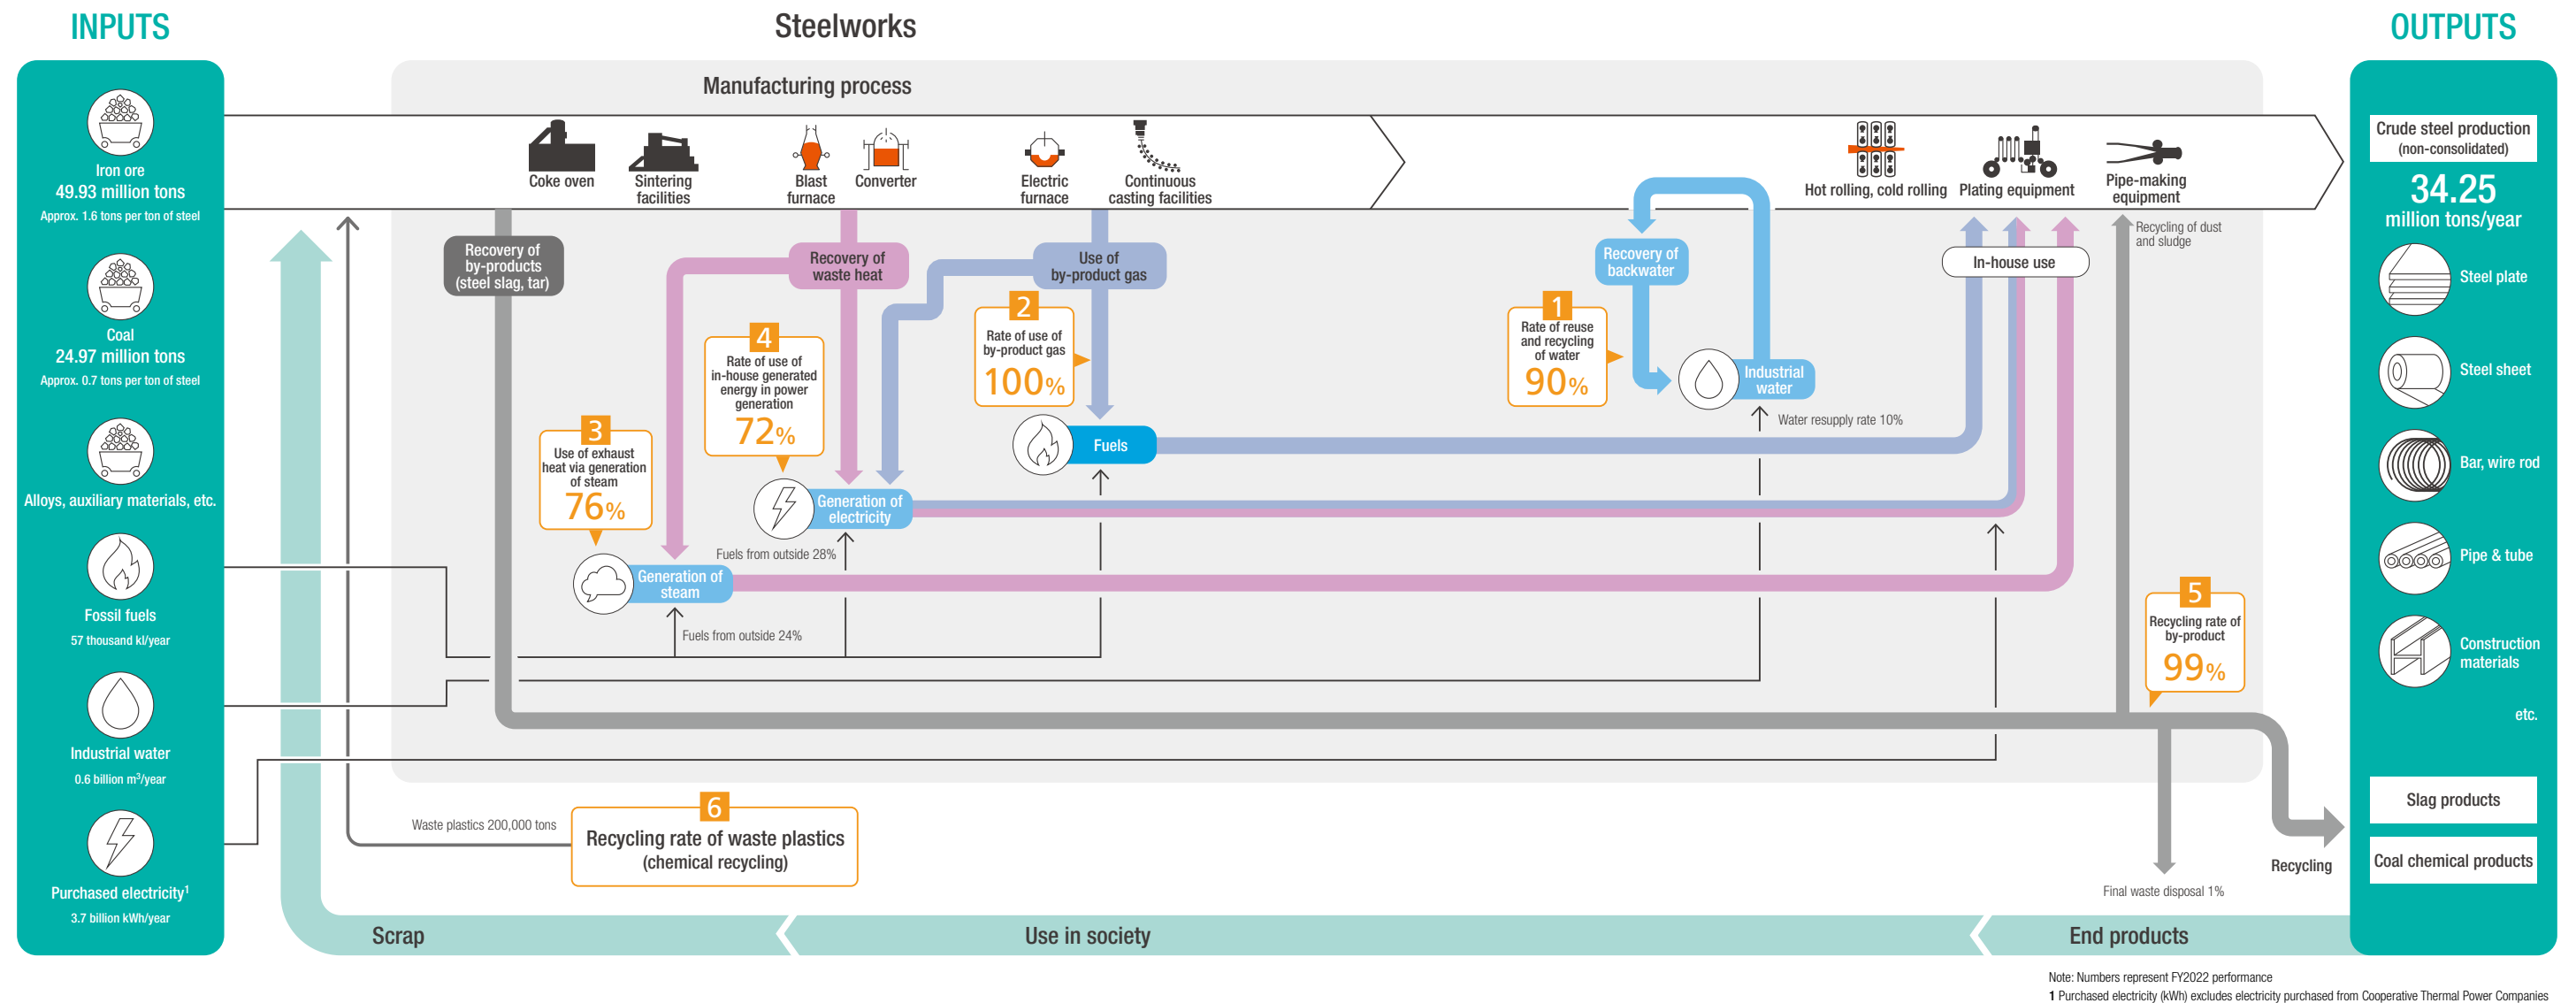 INPUTS
Steelworks
OUTPUTS
Iron ore
49.93 million tons
Approx. 1.6 tons per ton of steel
Coal
24.97 million tons
Approx. 0.7 tons per ton of steel
Alloys, auxiliary materials, etc.
Fossil fuels
57 thousand kl/year
Industrial water
0.6 billion m³/year
Purchased electricity¹
3.7 billion kWh/year
Manufacturing process
Coke oven
Sintering
facilities
Blast
furnace
Converter
Electric
furnace
Continuous
casting facilities
Hot rolling, cold rolling
Plating equipment
Pipe-making
equipment
Recovery of
by-products
(steel slag, tar)
Recovery of
waste heat
Use of
by-product gas
Recovery of
backwater
In-house use
Recycling of dust
and sludge
1
Rate of reuse
and recycling
of water
90%
2
Rate of use of
by-product gas
100%
3
Use of exhaust
heat via generation
of steam
76%
4
Rate of use of
in-house generated
energy in power
generation
72%
Industrial
water
Water resupply rate 10%
Fuels
Generation of
electricity
Fuels from outside 28%
Generation of
steam
Fuels from outside 24%
5
Recycling rate of
by-product
99%
6
Recycling rate of waste plastics
(chemical recycling)
Waste plastics 200,000 tons
Recycling
Final waste disposal 1%
Scrap
Use in society
End products
Crude steel production
(non-consolidated)
34.25
million tons/year
Steel plate
Steel sheet
Bar, wire rod
Pipe & tube
Construction
materials
etc.
Slag products
Coal chemical products
Note: Numbers represent FY2022 performance
1 Purchased electricity (kWh) excludes electricity purchased from Cooperative Thermal Power Companies